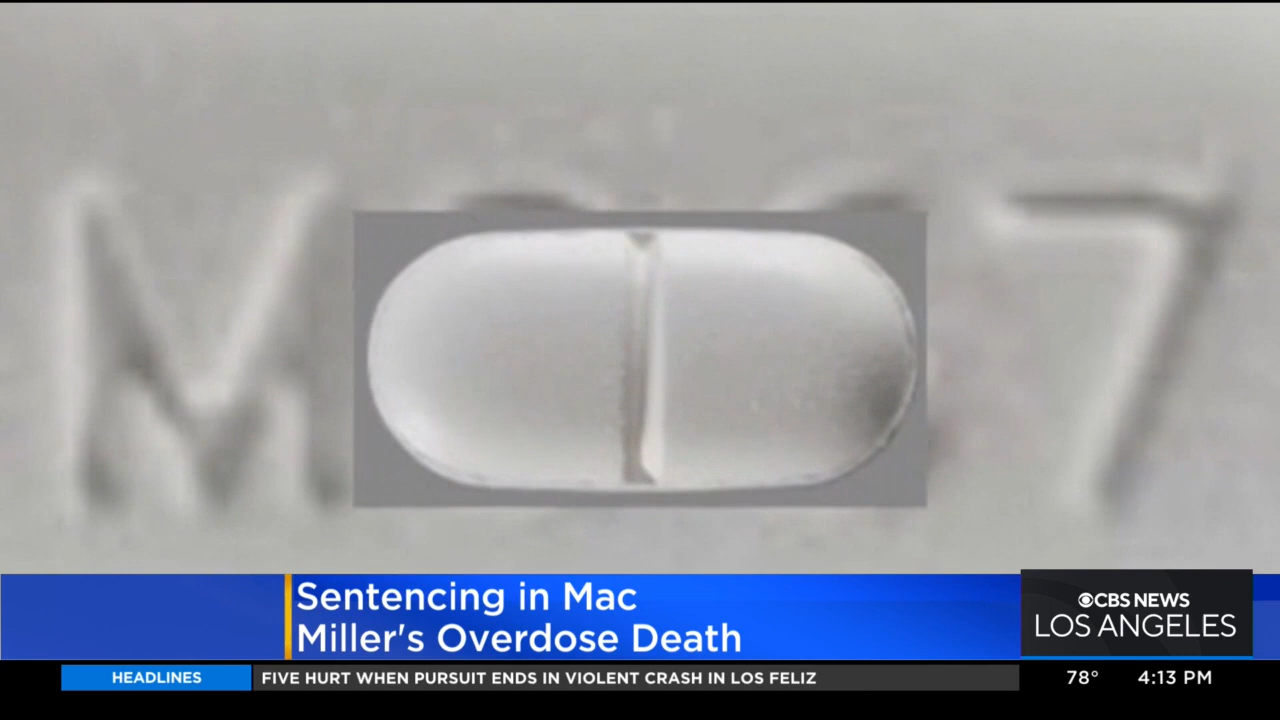 M
7
Sentencing in Mac
Miller's Overdose Death
CBS NEWS
LOS ANGELES
HEADLINES
FIVE HURT WHEN PURSUIT ENDS IN VIOLENT CRASH IN LOS FELIZ
78°
4:13 PM